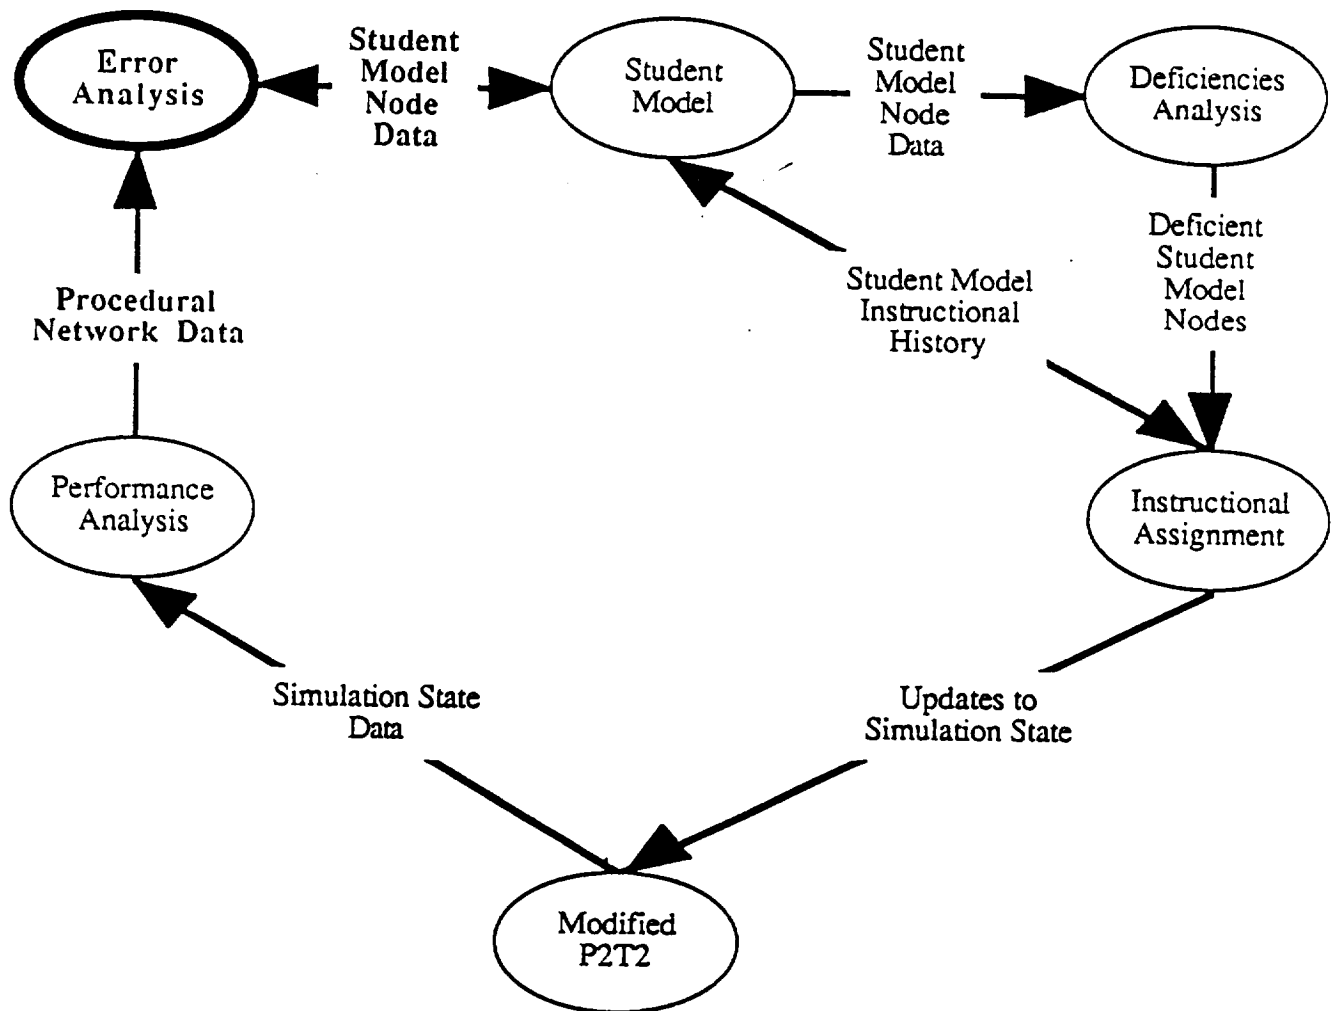 Error
Analysis
Student
Model
Node
Data
Student
Model
Student
Model
Node
Data
Deficiencies
Analysis
Deficient
Student
Model
Nodes
Student Model
Instructional
History
Procedural
Network Data
Performance
Analysis
Instructional
Assignment
Simulation State
Data
Updates to
Simulation State
Modified
P2T2